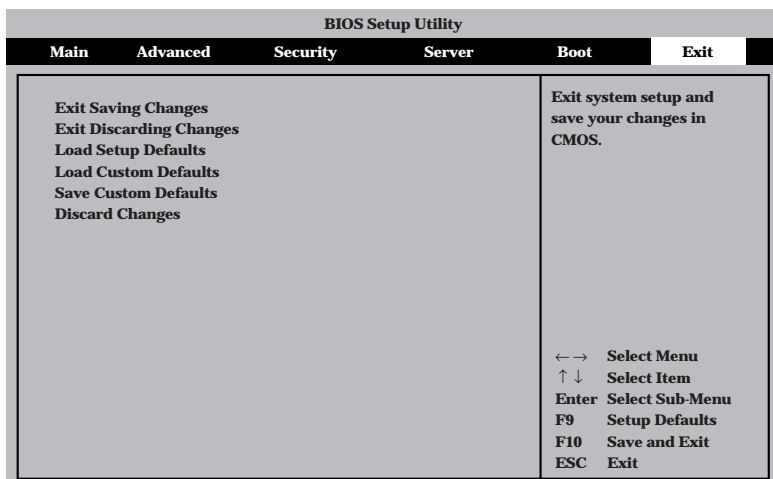 BIOS Setup Utility
Main Advanced Security Server Boot Exit
Exit Saving Changes
Exit Discarding Changes
Load Setup Defaults
Load Custom Defaults
Save Custom Defaults
Discard Changes
Exit system setup and
save your changes in
CMOS.
←→ Select Menu
↑↓ Select Item
Enter Select Sub-Menu
F9 Setup Defaults
F10 Save and Exit
ESC Exit